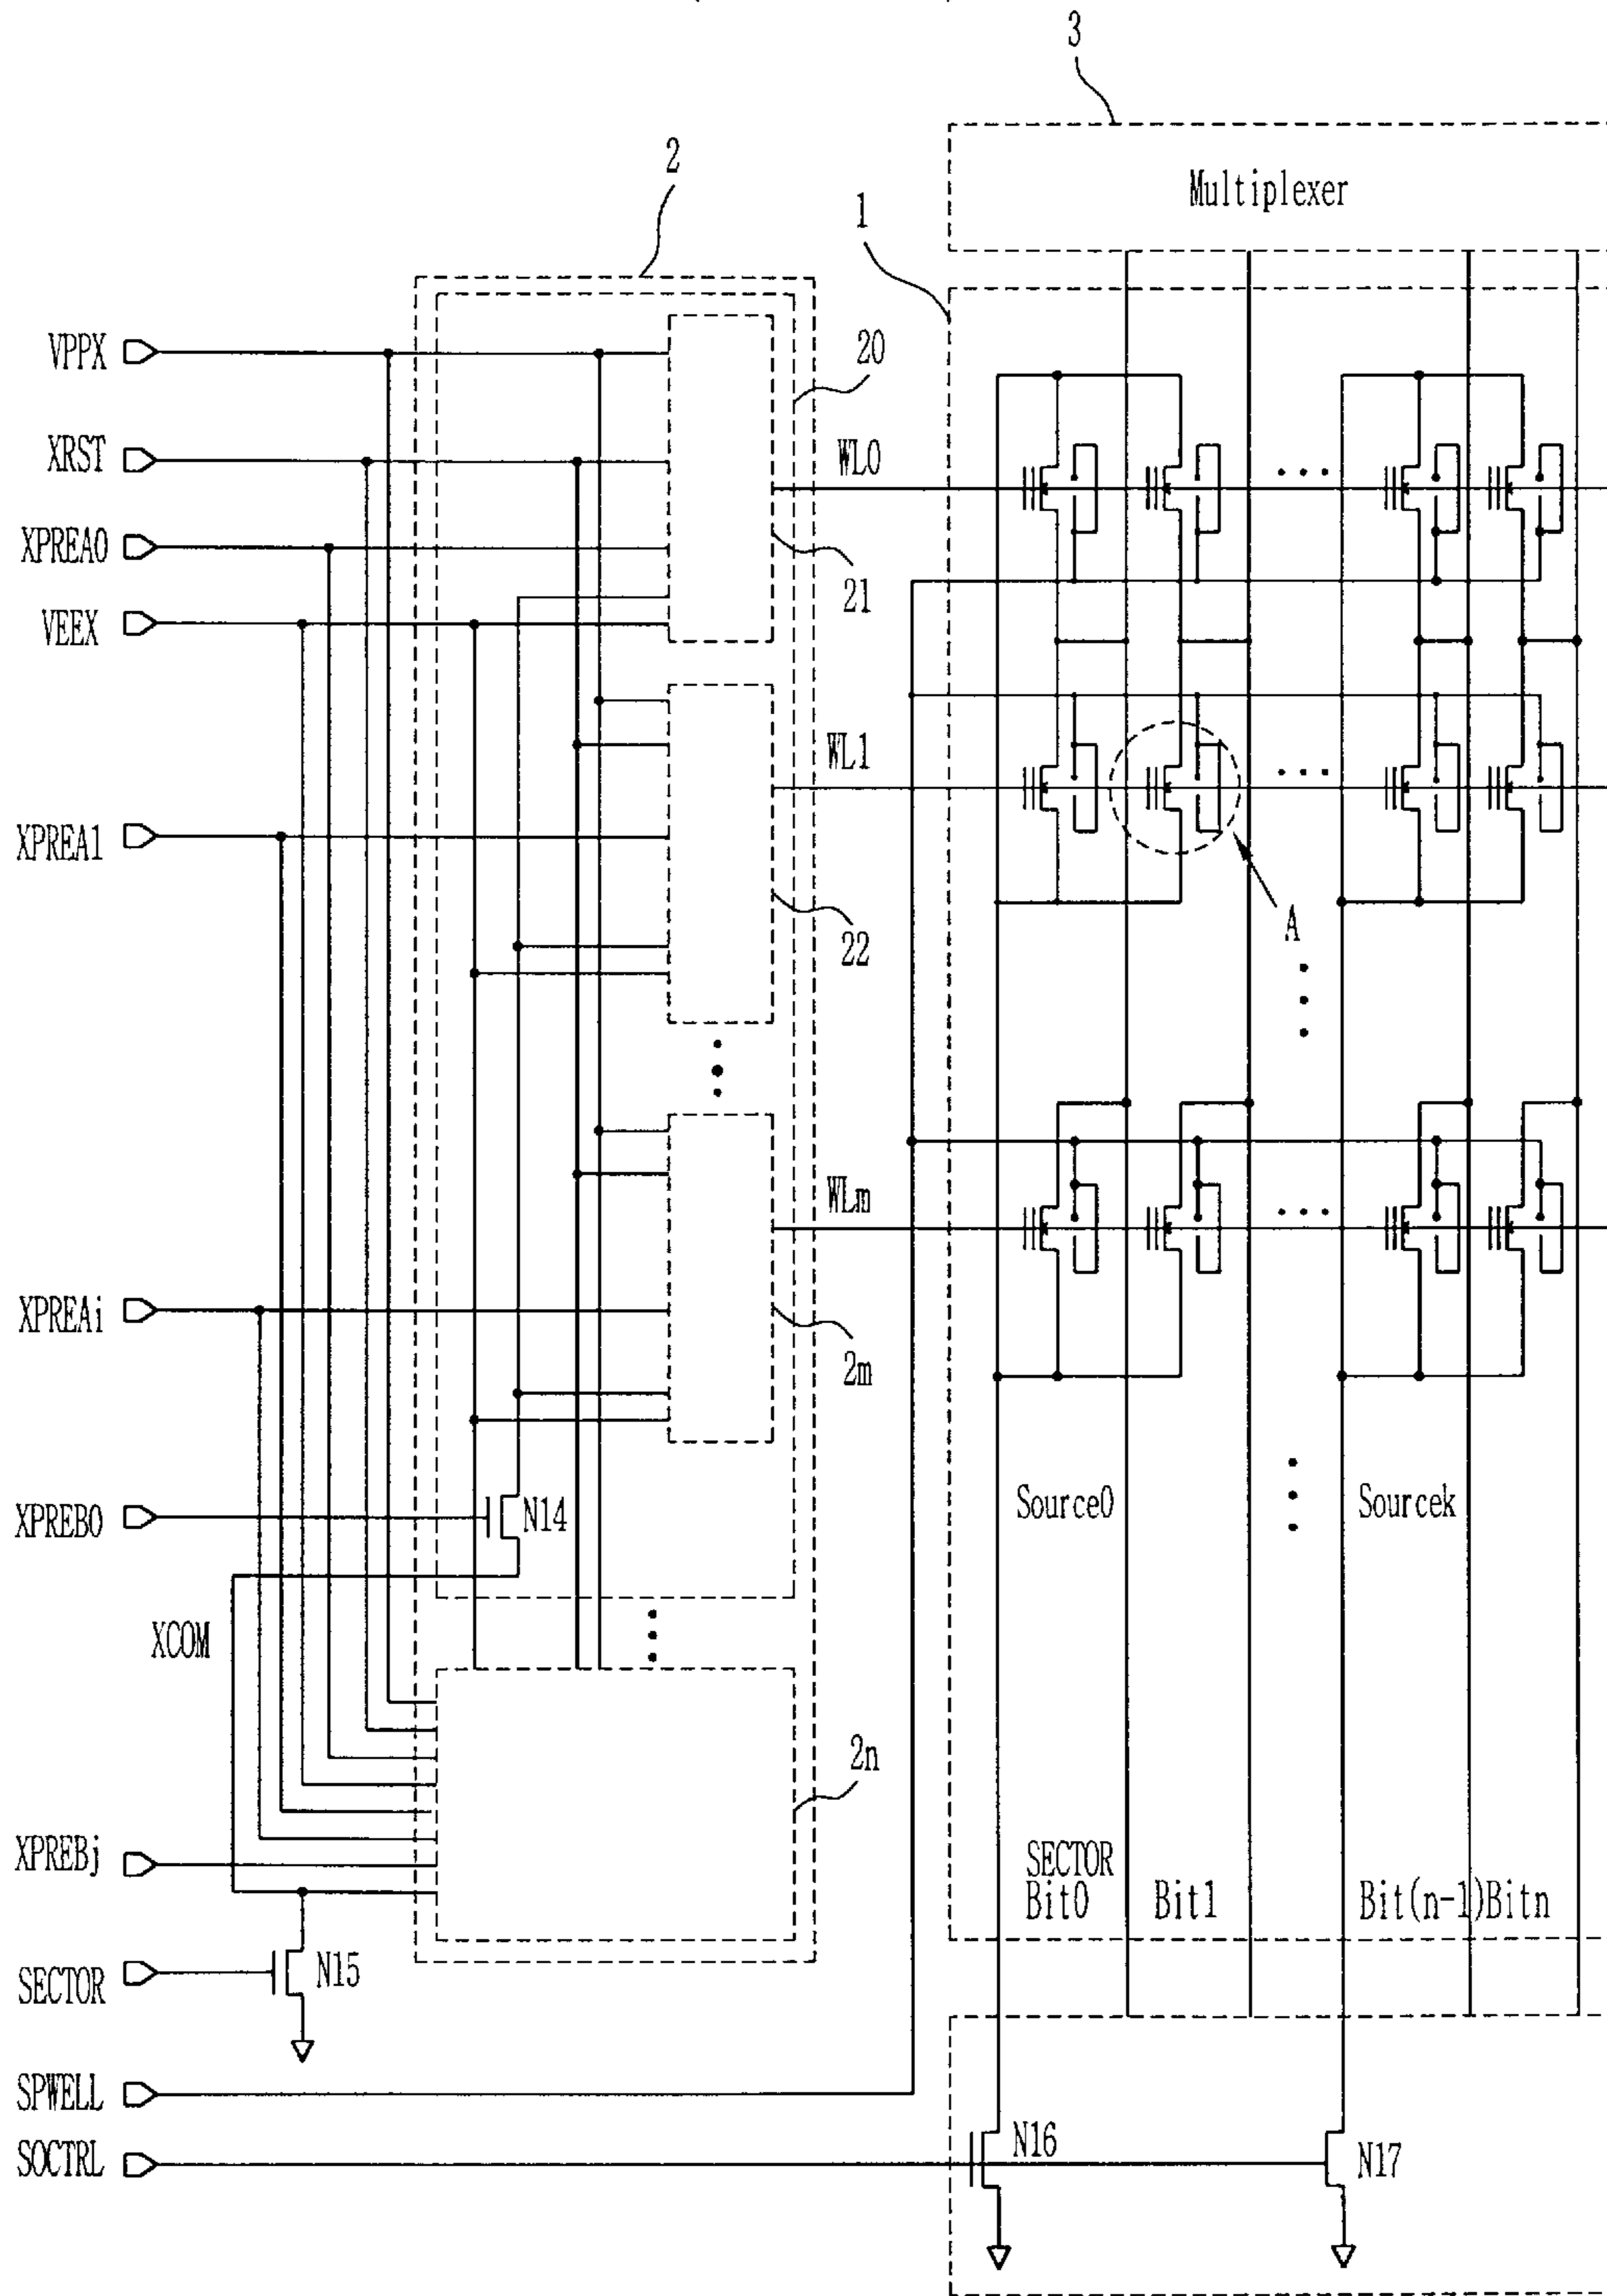 3
Multiplexer
2
1
VPPX
20
XRST
WL0
XPREA0
21
VEEX
WL1
XPREA1
22
A
WLm
XPREAi
2m
XPREB0
N14
Source0
Sourcek
XCOM
2n
XPREBj
SECTOR
Bit0
Bit1
Bit(n-1)Bitn
SECTOR
N15
SPWELL
N16
SOCTRL
N17